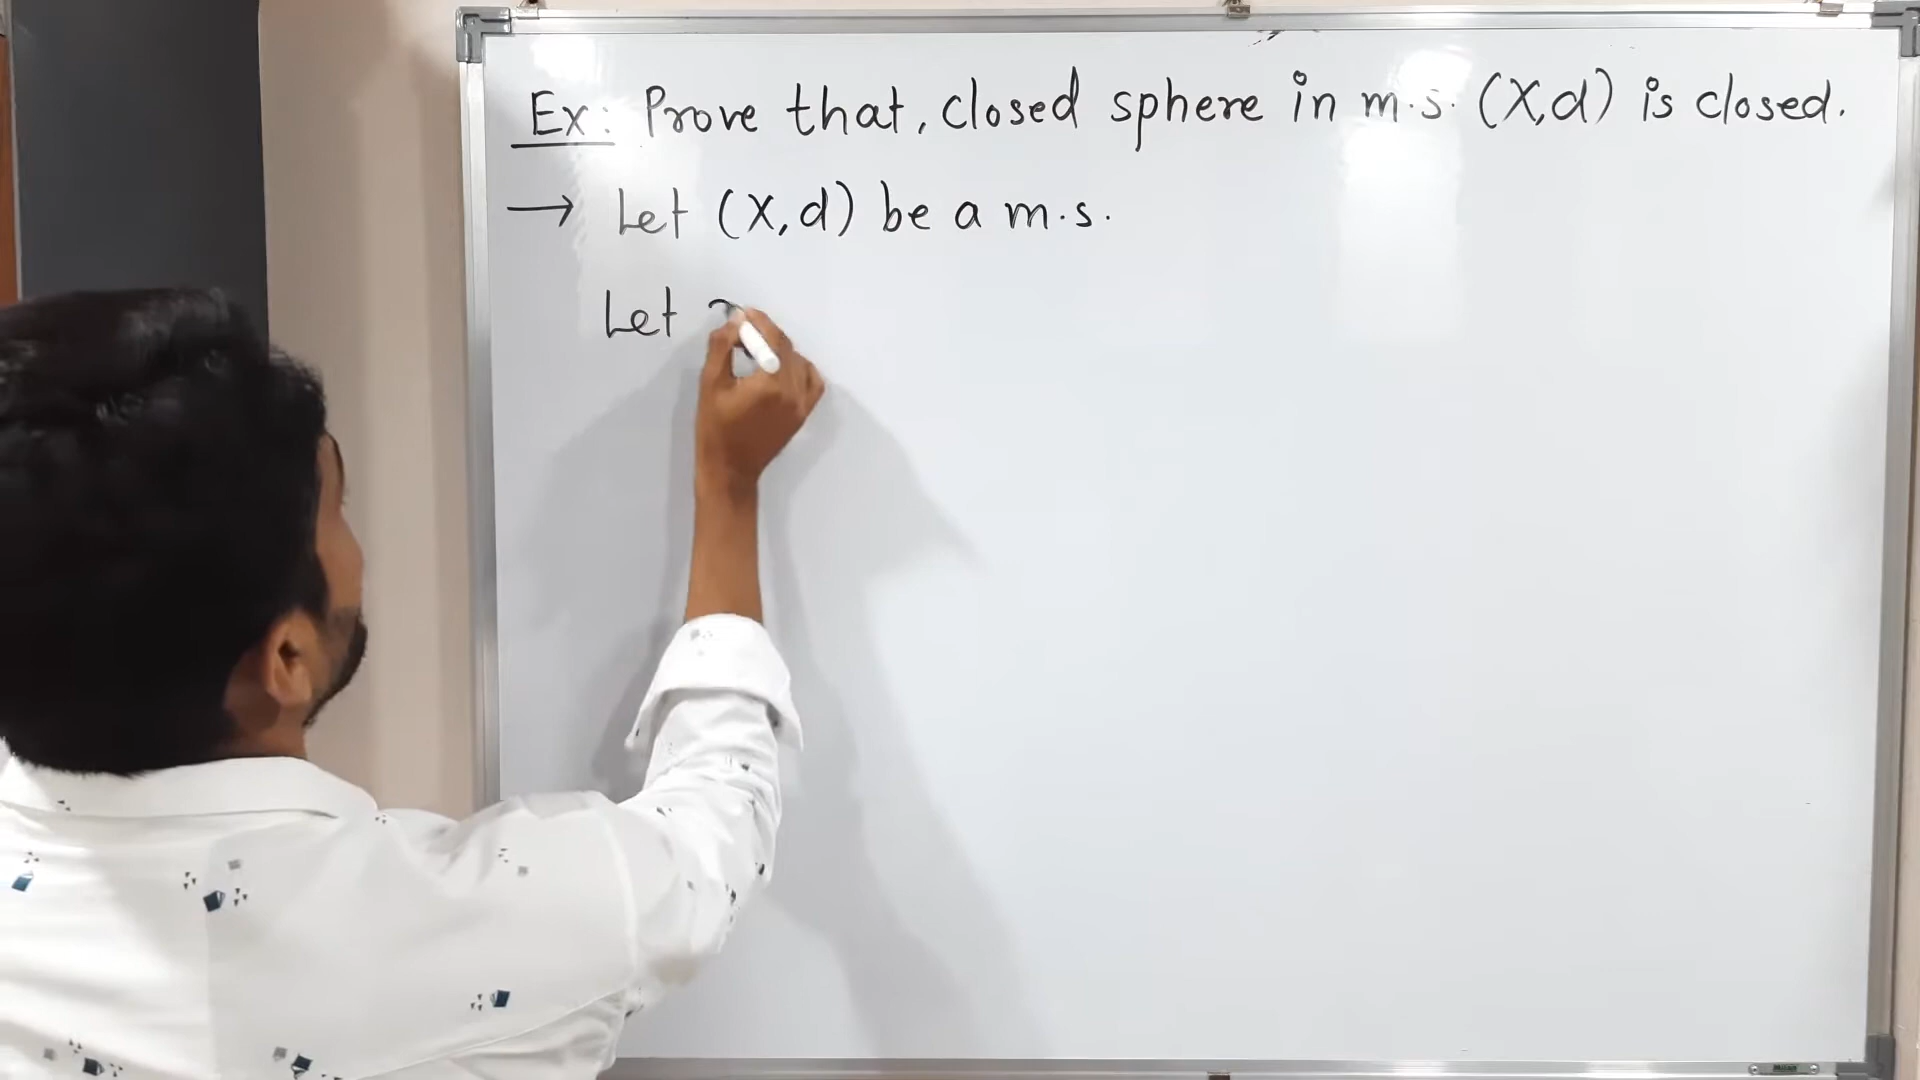 Ex: Prove that, closed sphere in m.s. (X,d) is closed.
→ Let (X,d) be a m.s.
Let